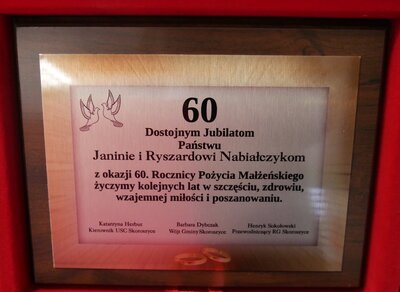 60
Dostojnym Jubilatom
Państwu
Janinie i Ryszardowi Nabiałczykom
z okazji 60. Rocznicy Pożycia Małżeńskiego
życzymy kolejnych lat w szczęściu, zdrowiu,
wzajemnej miłości i poszanowaniu.
Katarzyna Herbut Barbara Dybczak Henryk Sokołowski
Kierownik USC Skoroszyce Wójt Gminy Skoroszyce Przewodniczący RG Skoroszyce